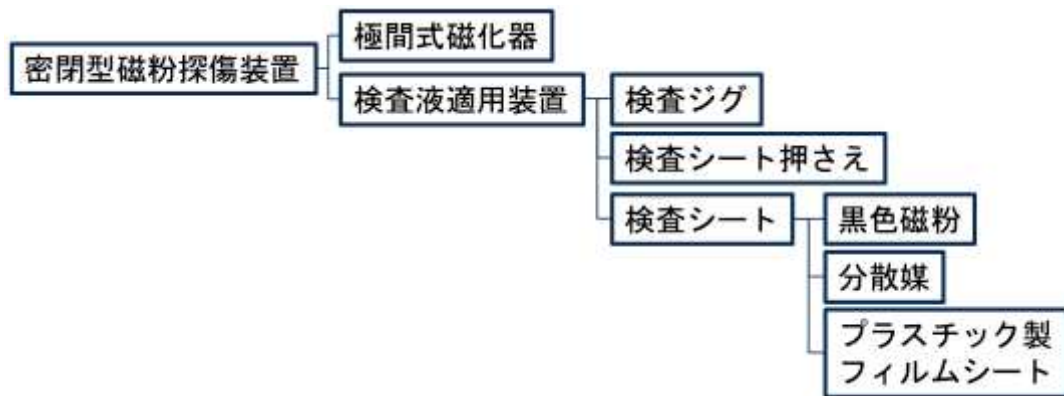 密閉型磁粉探傷装置
極間式磁化器
検査液適用装置
検査ジグ
検査シート押さえ
検査シート
黒色磁粉
分散媒
プラスチック製
フィルムシート